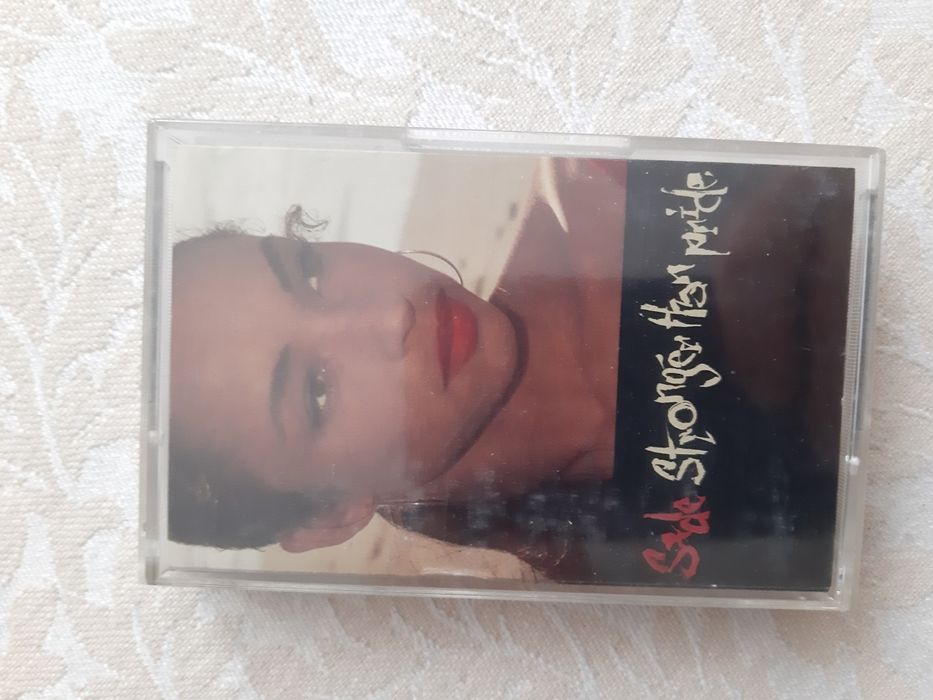 Sade Stronger than pride.